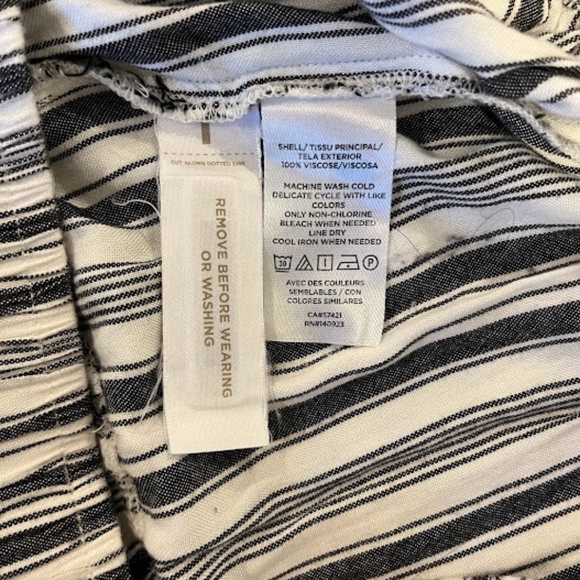 CUT ALONG DOTTED LINE
REMOVE BEFORE WEARING
OR WASHING
SHELL/ TISSU PRINCIPAL/
TELA EXTERIOR
100% VISCOSE/VISCOSA
MACHINE WASH COLD
DELICATE CYCLE WITH LIKE
COLORS
ONLY NON-CHLORINE
BLEACH WHEN NEEDED
LINE DRY
COOL IRON WHEN NEEDED
30
P
AVEC DES COULEURS
SEMBLABLES / CON
COLORES SIMILARES
CA#57421
RN#140923